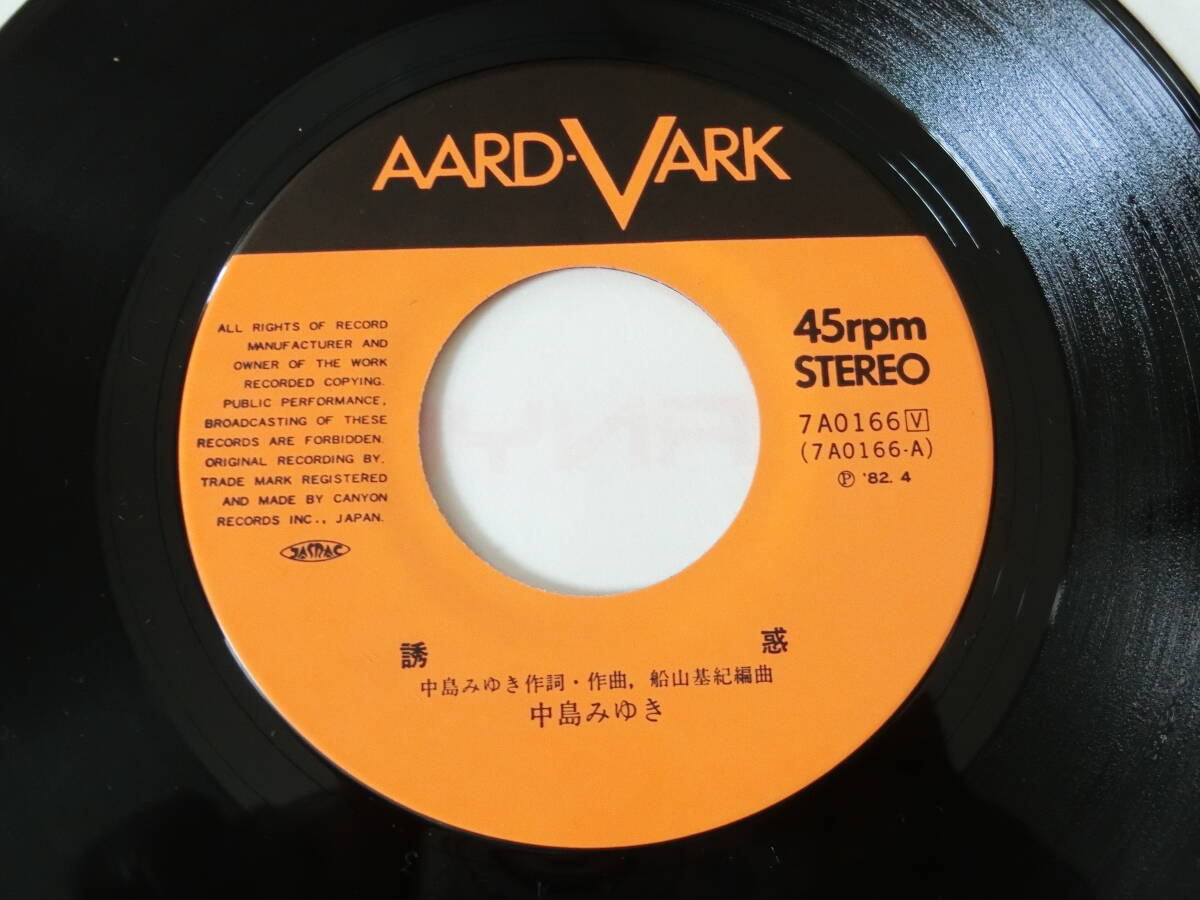 AARD-VARK
ALL RIGHTS OF RECORD
MANUFACTURER AND
OWNER OF THE WORK
RECORDED COPYING.
PUBLIC PERFORMANCE,
BROADCASTING OF THESE
RECORDS ARE FORBIDDEN.
ORIGINAL RECORDING BY,
TRADE MARK REGISTERED
AND MADE BY CANYON
RECORDS INC., JAPAN.
JASRAC
45rpm
STEREO
7A0166 V
(7A0166-A)
Ⓟ '82. 4
誘惑
中島みゆき作詞・作曲, 船山基紀編曲
中島みゆき